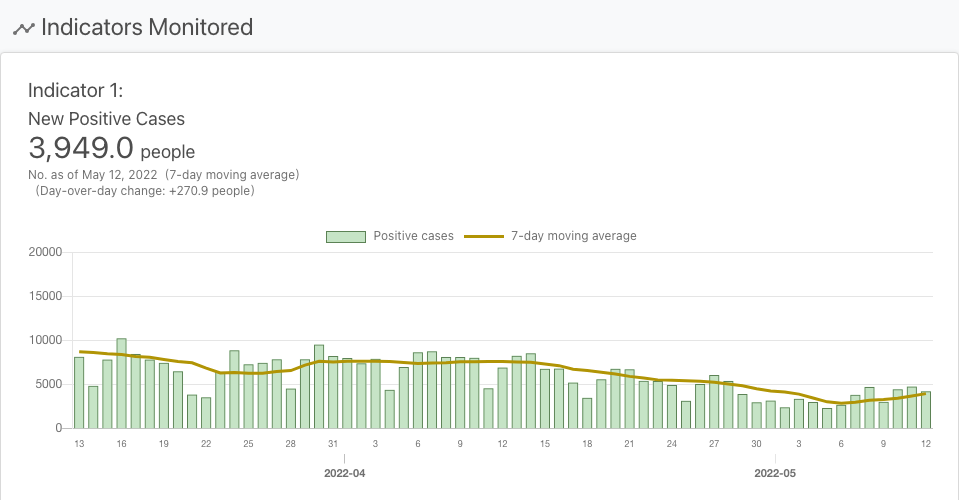 Indicators Monitored
Indicator 1:
New Positive Cases
3,949.0 people
No. as of May 12, 2022 (7-day moving average)
(Day-over-day change: +270.9 people)
Positive cases 7-day moving average
20000
15000
10000
5000
0
13 16 19 22 25 28 31 3 6 9 12 15 18 21 24 27 30 3 6 9 12
2022-04 2022-05